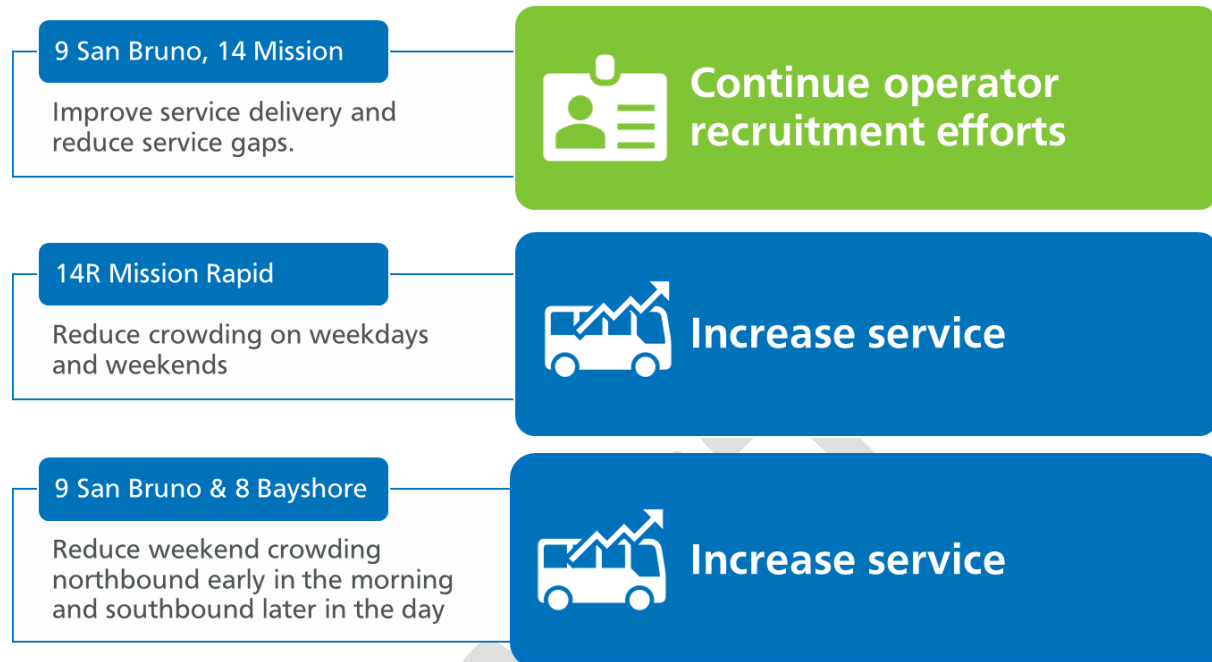 9 San Bruno, 14 Mission
Improve service delivery and
reduce service gaps.
Continue operator
recruitment efforts
14R Mission Rapid
Reduce crowding on weekdays
and weekends
Increase service
9 San Bruno & 8 Bayshore
Reduce weekend crowding
northbound early in the morning
and southbound later in the day
Increase service